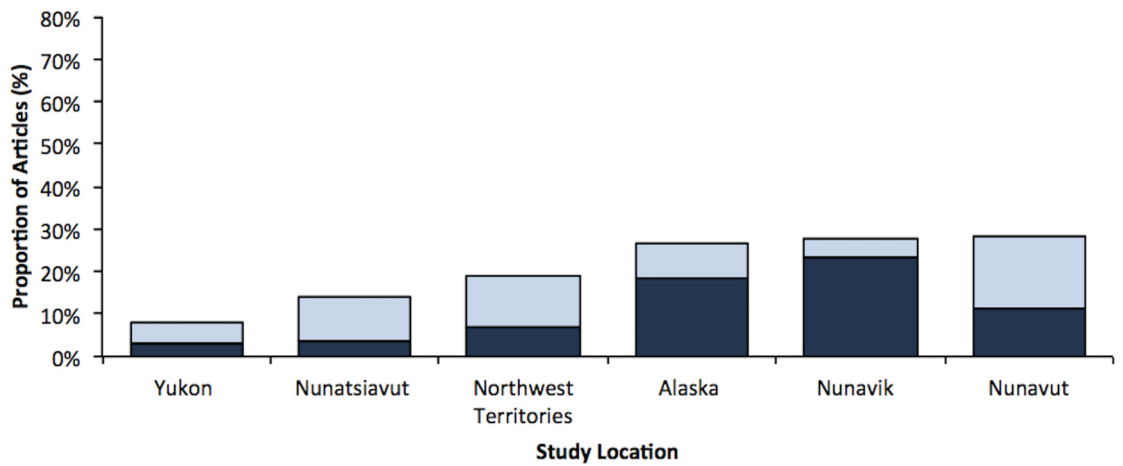 80%
70%
60%
50%
40%
30%
20%
10%
0%
Proportion of Articles (%)
Yukon
Nunatsiavut
Northwest
Territories
Alaska
Nunavik
Nunavut
Study Location